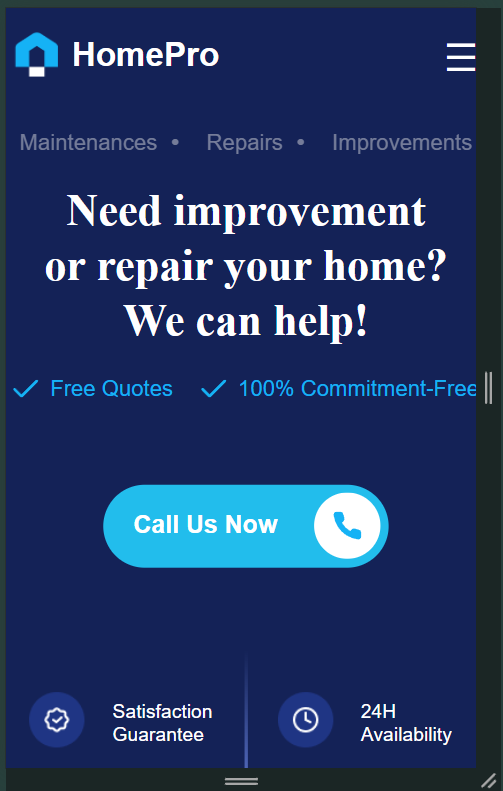 HomePro
Maintenances • Repairs • Improvements
Need improvement
or repair your home?
We can help!
Free Quotes 100% Commitment-Free
Call Us Now
Satisfaction
Guarantee
24H
Availability